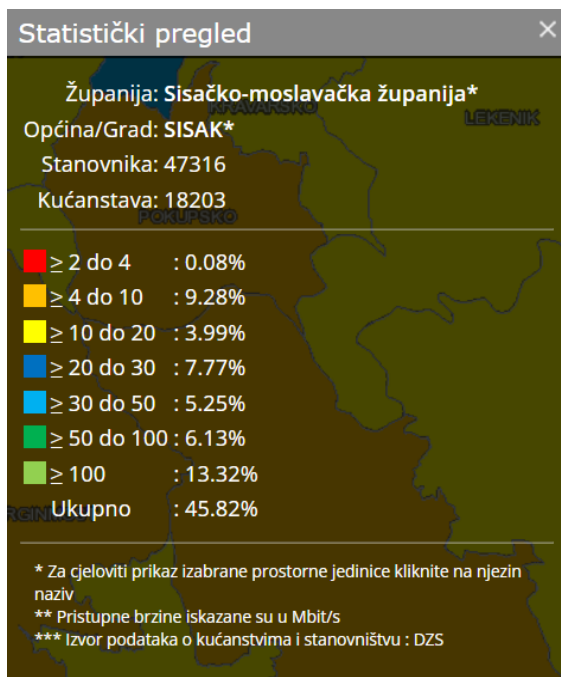 Statistički pregled ×
KRAVARSKO
LEKENIK
Županija: Sisačko-moslavačka županija*
Općina/Grad: SISAK*
Stanovnika: 47316
Kućanstava: 18203
POKUPSKO
≥ 2 do 4 : 0.08%
≥ 4 do 10 : 9.28%
≥ 10 do 20 : 3.99%
≥ 20 do 30 : 7.77%
≥ 30 do 50 : 5.25%
≥ 50 do 100 : 6.13%
≥ 100 : 13.32%
Ukupno : 45.82%
* Za cjeloviti prikaz izabrane prostorne jedinice kliknite na njezin
naziv
** Pristupne brzine iskazane su u Mbit/s
*** Izvor podataka o kućanstvima i stanovništvu : DZS